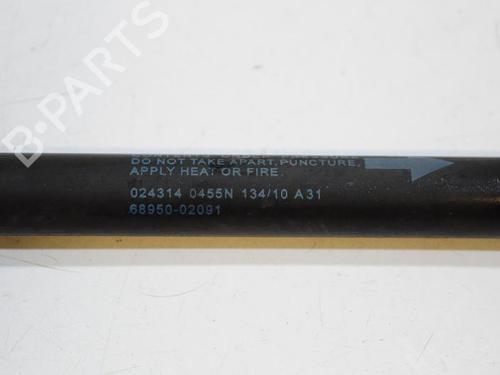 DO NOT TAKE APART, PUNCTURE,
APPLY HEAT OR FIRE.
024314 0455N 134/10 A31
68950-02091
B-PARTS